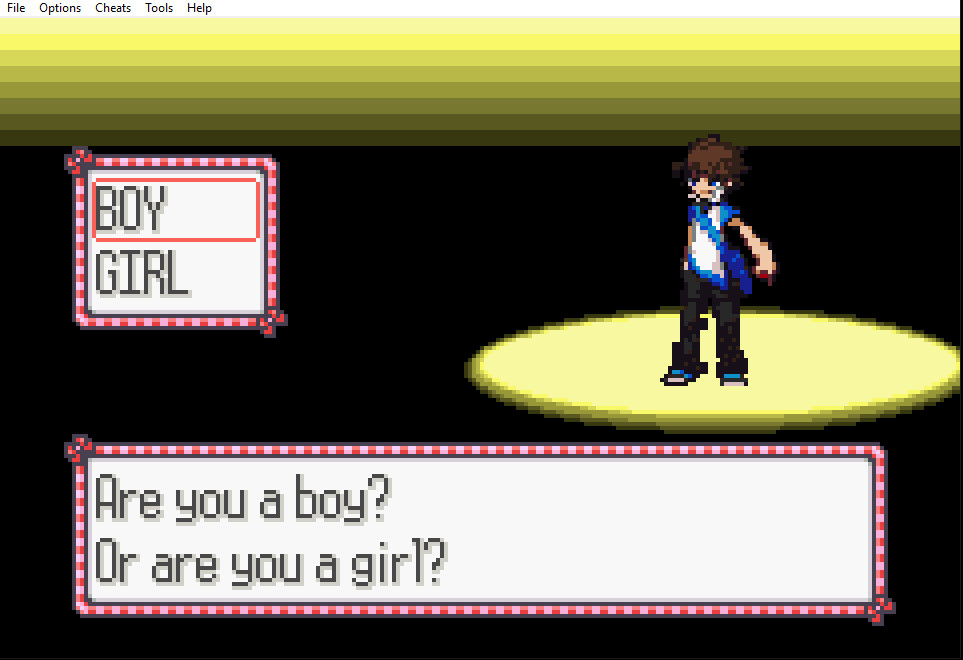 File Options Cheats Tools Help
BOY
GIRL
Are you a boy?
Or are you a girl?